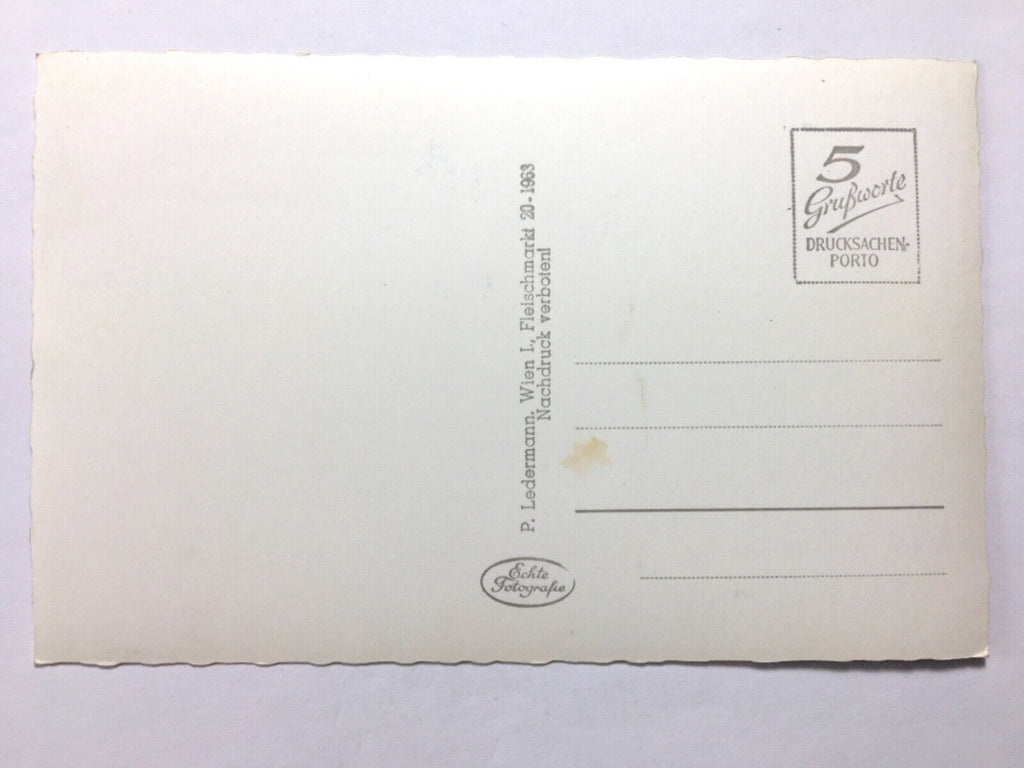 P. Ledermann, Wien I., Fleischmarkt 20 - 1963
Nachdruck verboten!
Echte
Fotografie
5
Grußworte
DRUCKSACHEN-
PORTO